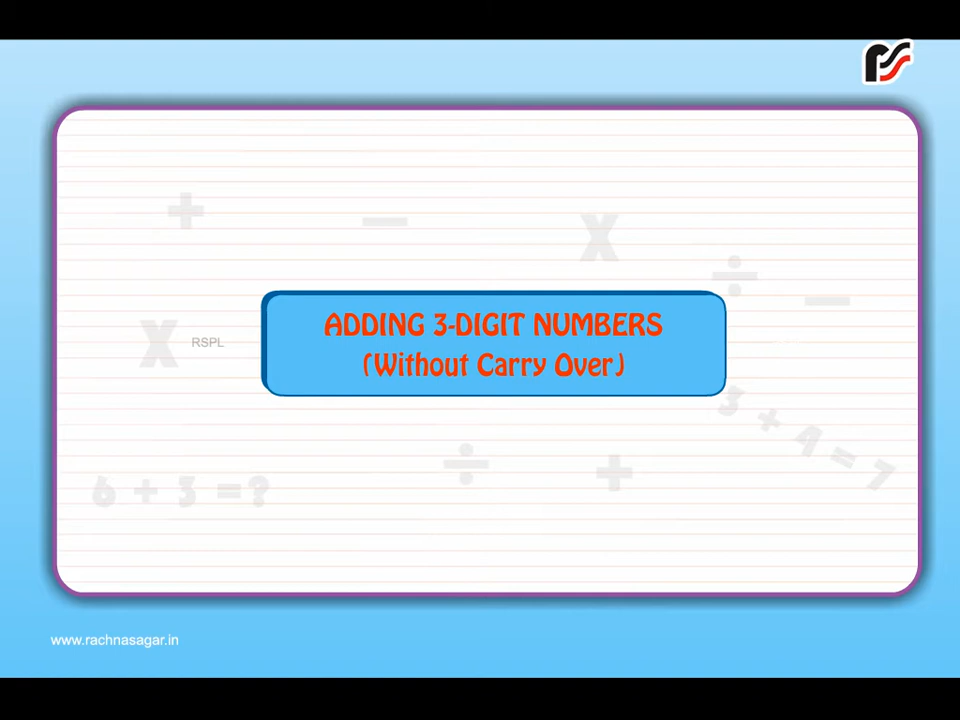 ADDING 3-DIGIT NUMBERS
(Without Carry Over)
RSPL
3 + 4 = 7
6 + 3 = ?
www.rachnasagar.in